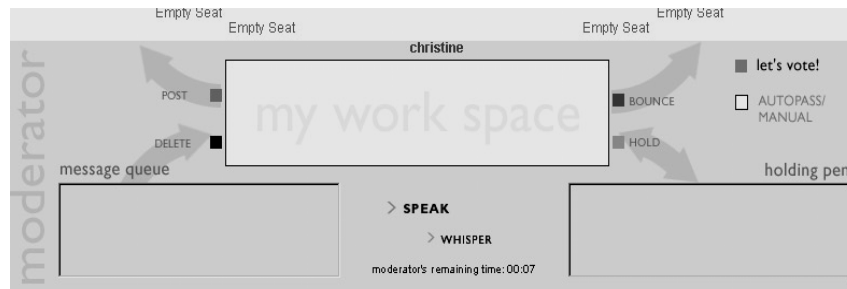 Empty Seat
Empty Seat
Empty Seat
Empty Seat
christine
moderator
let's vote!
POST
my work space
BOUNCE
AUTOPASS/
MANUAL
DELETE
HOLD
message queue
holding pen
> SPEAK
> WHISPER
moderator's remaining time: 00:07